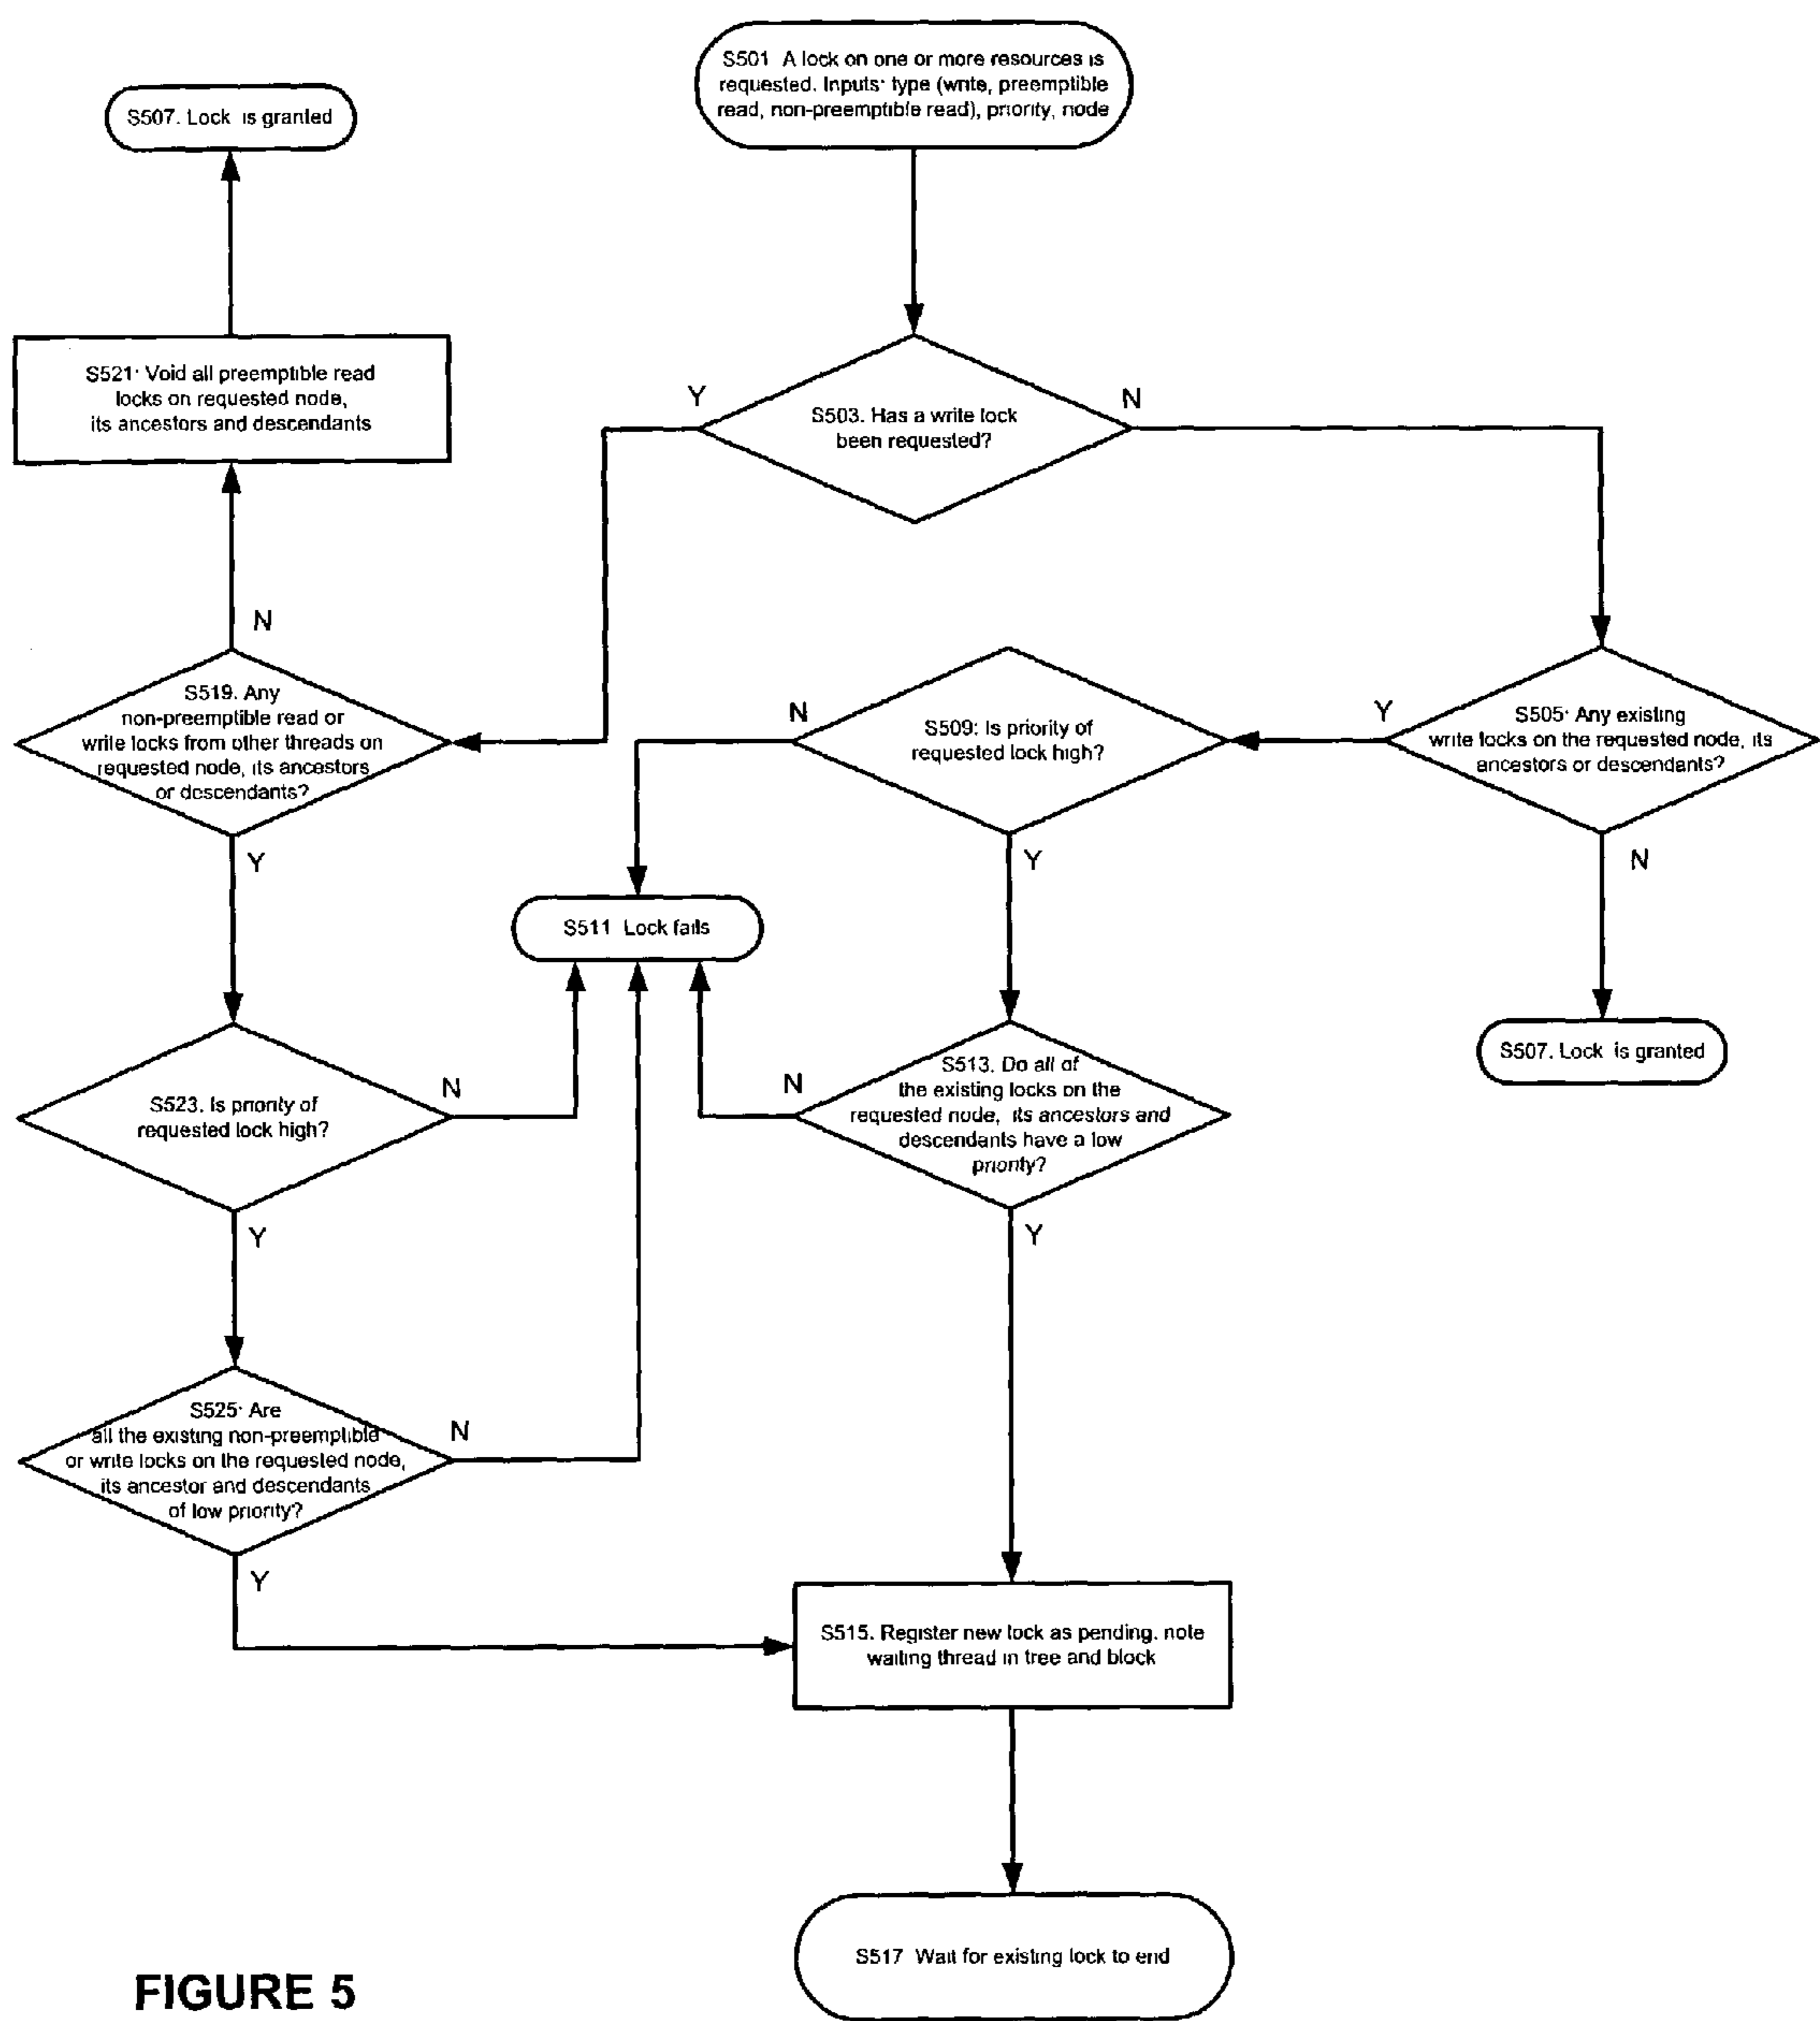 S501 A lock on one or more resources is
requested. Inputs: type (write, preemptible
read, non-preemptible read), priority, node
S507. Lock is granted
S521: Void all preemptible read
locks on requested node,
its ancestors and descendants
Y
N
S503. Has a write lock
been requested?
N
S519. Any
non-preemptible read or
write locks from other threads on
requested node, its ancestors
or descendants?
Y
N
S509: Is priority of
requested lock high?
Y
Y
S505: Any existing
write locks on the requested node, its
ancestors or descendants?
N
S511 Lock fails
S507. Lock is granted
S523. Is priority of
requested lock high?
N
Y
N
S513. Do all of
the existing locks on the
requested node, its ancestors and
descendants have a low
priority?
Y
S525: Are
all the existing non-preemptible
or write locks on the requested node,
its ancestor and descendants
of low priority?
N
Y
S515. Register new lock as pending. note
waiting thread in tree and block
S517 Wait for existing lock to end
FIGURE 5